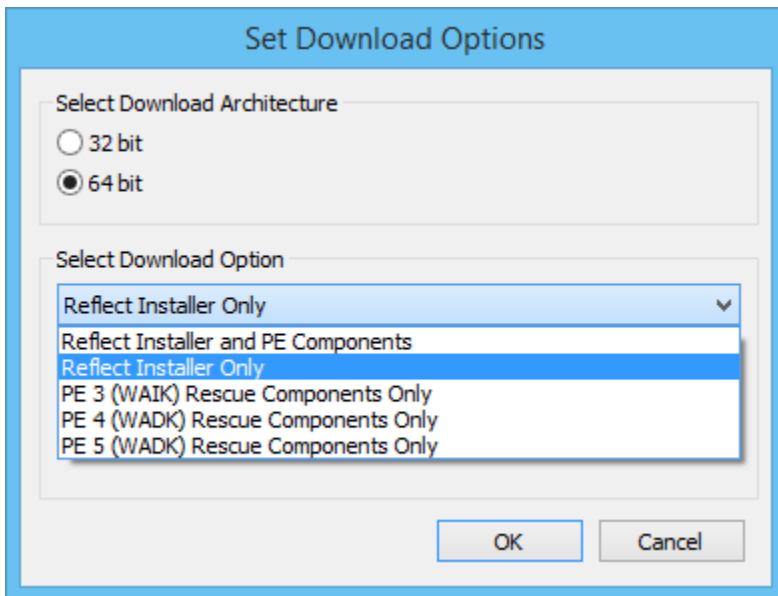 Set Download Options
Select Download Architecture
32 bit
64 bit
Select Download Option
Reflect Installer Only
Reflect Installer and PE Components
Reflect Installer Only
PE 3 (WAIK) Rescue Components Only
PE 4 (WADK) Rescue Components Only
PE 5 (WADK) Rescue Components Only
OK
Cancel